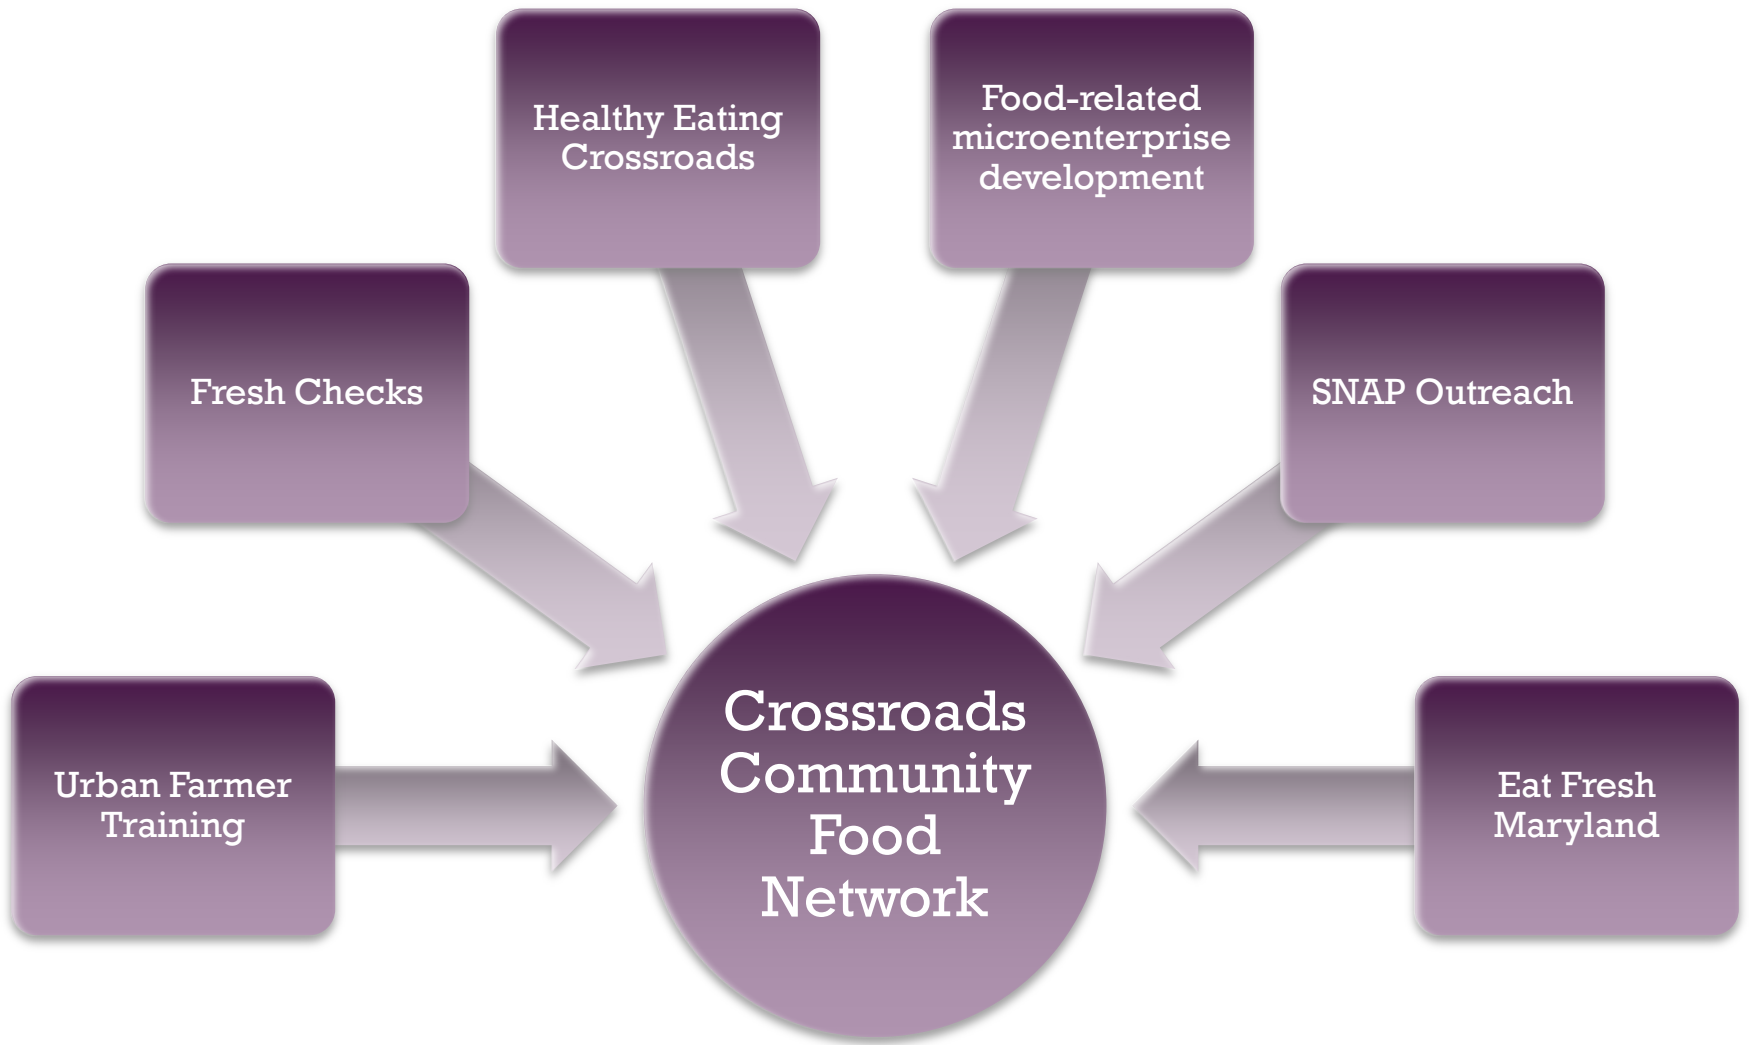 Healthy Eating
Crossroads
Food-related
microenterprise
development
Fresh Checks
SNAP Outreach
Urban Farmer
Training
Crossroads
Community
Food
Network
Eat Fresh
Maryland